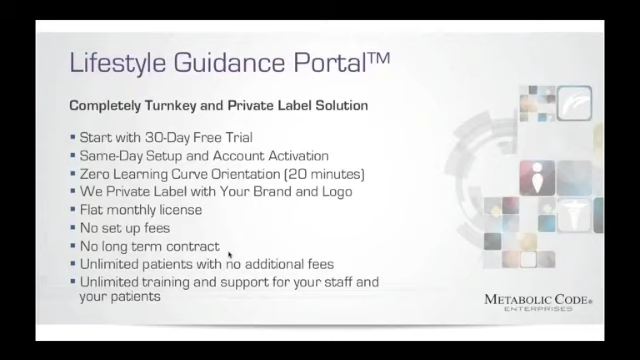 Lifestyle Guidance Portal™
Completely Turnkey and Private Label Solution
▪ Start with 30-Day Free Trial
▪ Same-Day Setup and Account Activation
▪ Zero Learning Curve Orientation (20 minutes)
▪ We Private Label with Your Brand and Logo
▪ Flat monthly license
▪ No set up fees
▪ No long term contract
▪ Unlimited patients with no additional fees
▪ Unlimited training and support for your staff and
your patients
METABOLIC CODE®
ENTERPRISES